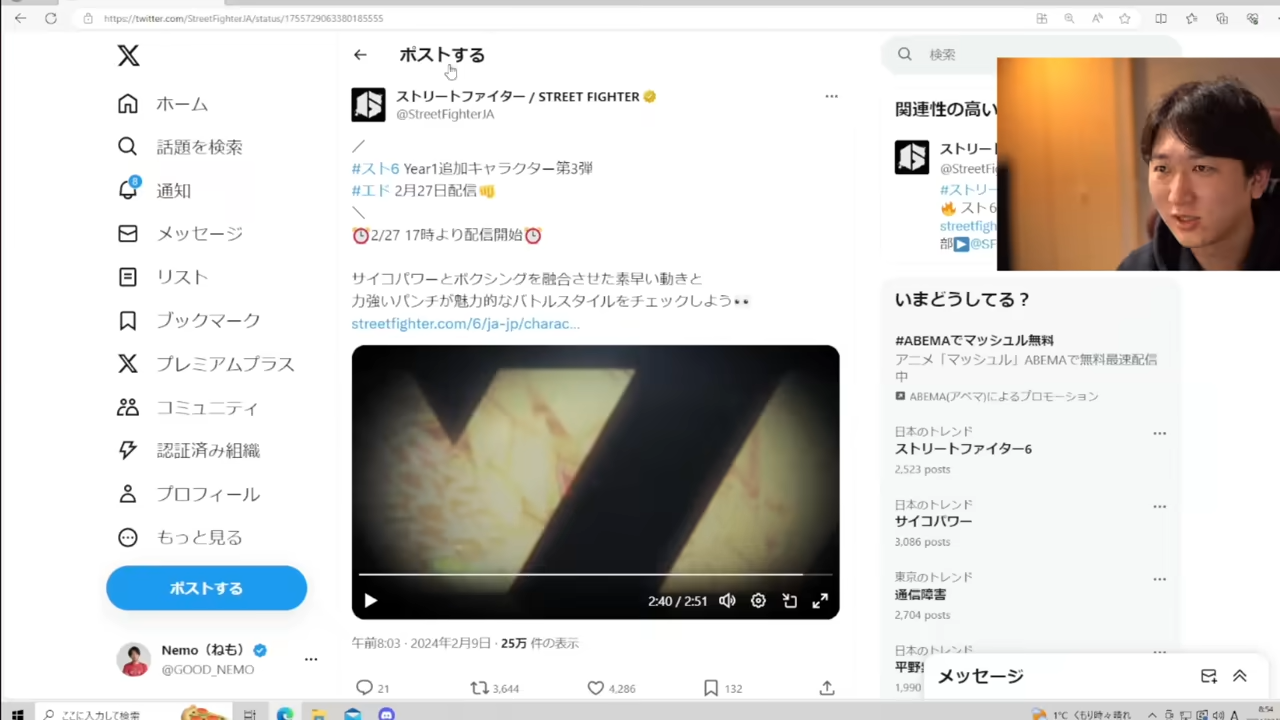 https://twitter.com/StreetFighterJA/status/1755729063380185555
ホーム
話題を検索
8
通知
メッセージ
リスト
ブックマーク
プレミアムプラス
コミュニティ
認証済み組織
プロフィール
もっと見る
ポストする
Nemo（ねも）
@GOOD_NEMO
ポストする
ストリートファイター / STREET FIGHTER
@StreetFighterJA
／
#スト6 Year1追加キャラクター第3弾
#エド 2月27日配信👊
＼
⏰2/27 17時より配信開始⏰
サイコパワーとボクシングを融合させた素早い動きと
力強いパンチが魅力的なバトルスタイルをチェックしよう👀
streetfighter.com/6/ja-jp/charac…
2:40 / 2:51
午前8:03 · 2024年2月9日 · 25万 件の表示
21
3,644
4,286
132
検索
関連性の高い
ストリー
@StreetFi
#ストリー
🔥 スト6
streetfigh
部▶@SF
いまどうしてる？
#ABEMAでマッシュル無料
アニメ「マッシュル」ABEMAで無料最速配信
中
ABEMA(アベマ)によるプロモーション
日本のトレンド
ストリートファイター6
2,523 posts
日本のトレンド
サイコパワー
3,086 posts
東京のトレンド
通信障害
2,704 posts
日本のトレンド
平野
1,990
メッセージ
ここに入力して検索
1℃ くもり時々晴れ
A
8:54